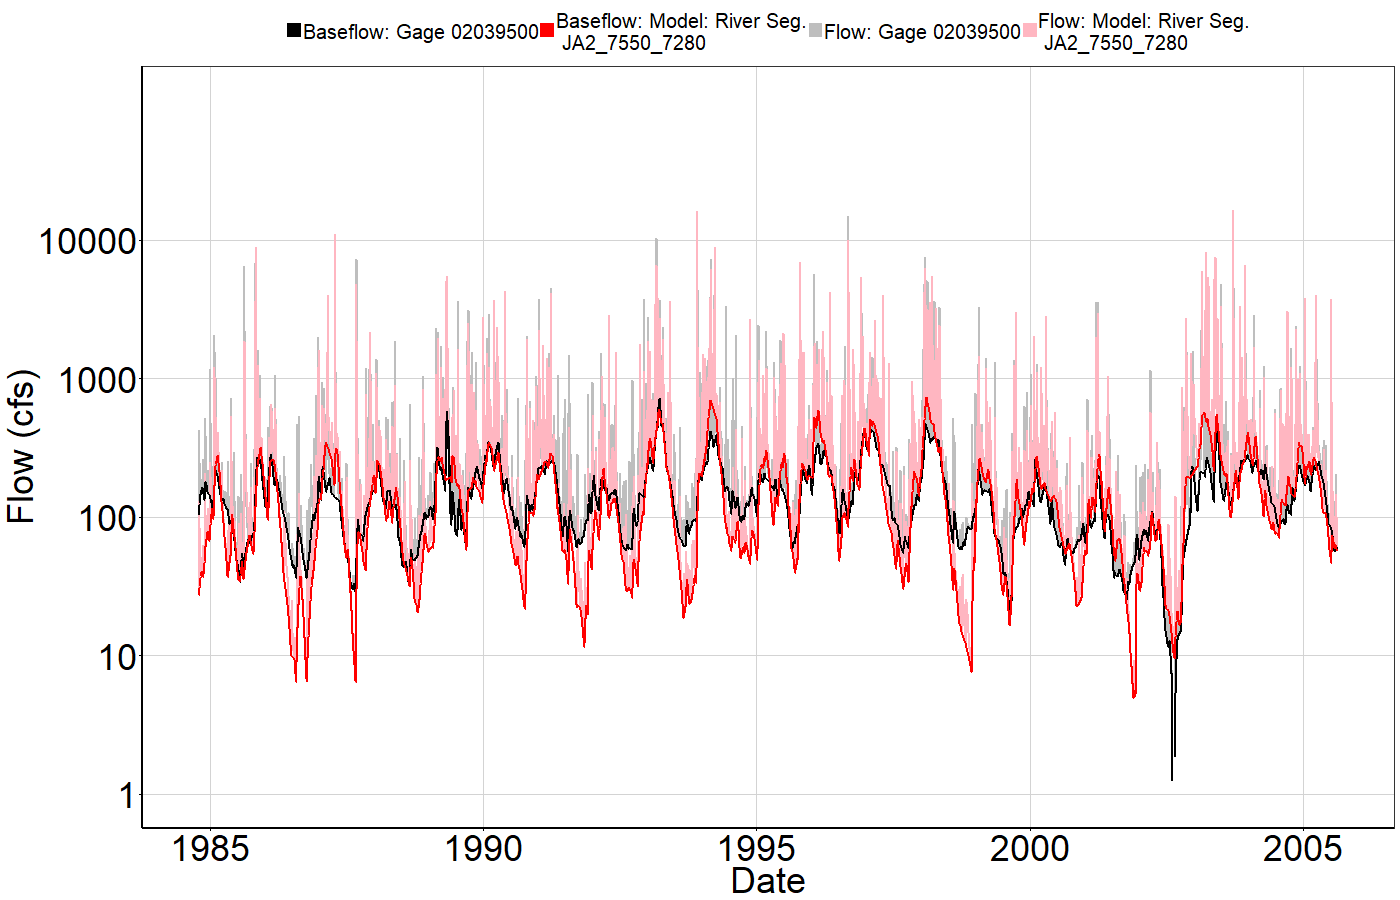 Baseflow: Gage 02039500
Baseflow: Model: River Seg.
JA2_7550_7280
Flow: Gage 02039500
Flow: Model: River Seg.
JA2_7550_7280
Flow (cfs)
10000
1000
100
10
1
1985
1990
1995
2000
2005
Date